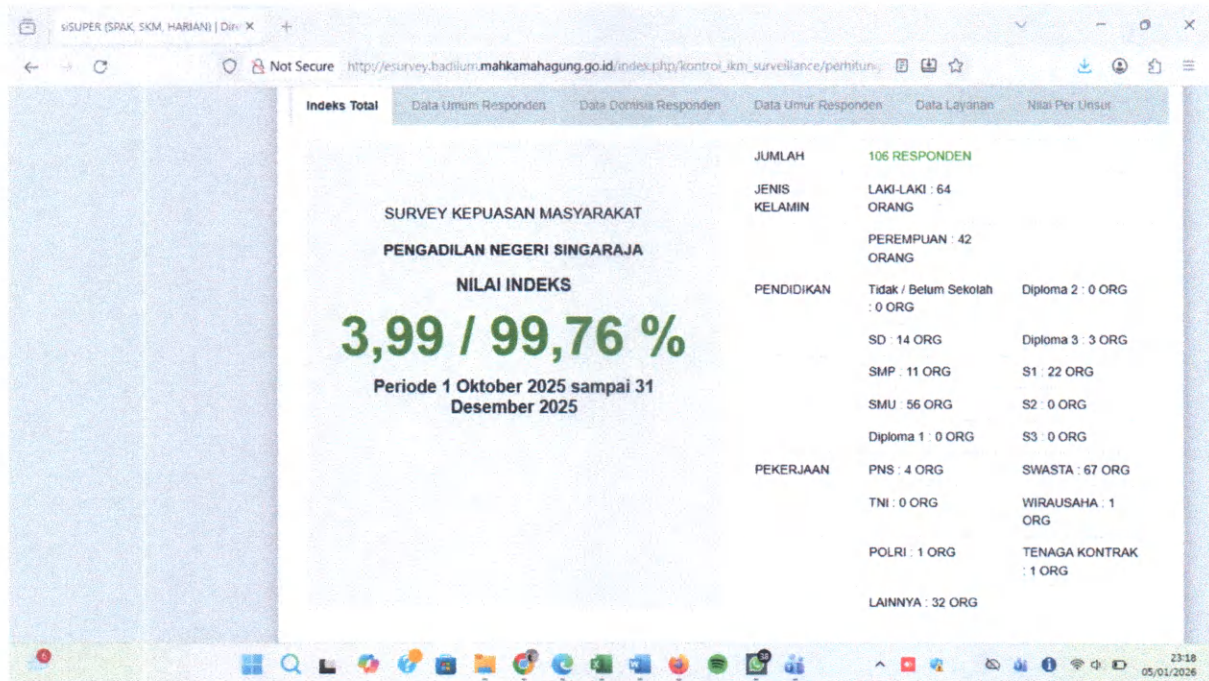 siSUPER (SPAK, SKM, HARIAN) | Dire
Not Secure http://esurvey.badilum.mahkamahagung.go.id/index.php/kontrol_ikm_surveillance/perhitung
Indeks Total Data Umum Responden Data Domisia Responden Data Umur Responden Data Layanan Nilai Per Unsur
SURVEY KEPUASAN MASYARAKAT
PENGADILAN NEGERI SINGARAJA
NILAI INDEKS
3,99 / 99,76 %
Periode 1 Oktober 2025 sampai 31
Desember 2025
JUMLAH 106 RESPONDEN
JENIS KELAMIN LAKI-LAKI : 64 ORANG
PEREMPUAN : 42 ORANG
PENDIDIKAN Tidak / Belum Sekolah : 0 ORG Diploma 2 : 0 ORG
SD : 14 ORG Diploma 3 : 3 ORG
SMP : 11 ORG S1 : 22 ORG
SMU : 56 ORG S2 : 0 ORG
Diploma 1 : 0 ORG S3 : 0 ORG
PEKERJAAN PNS : 4 ORG SWASTA : 67 ORG
TNI : 0 ORG WIRAUSAHA : 1 ORG
POLRI : 1 ORG TENAGA KONTRAK : 1 ORG
LAINNYA : 32 ORG
6
38
23:18
05/01/2026